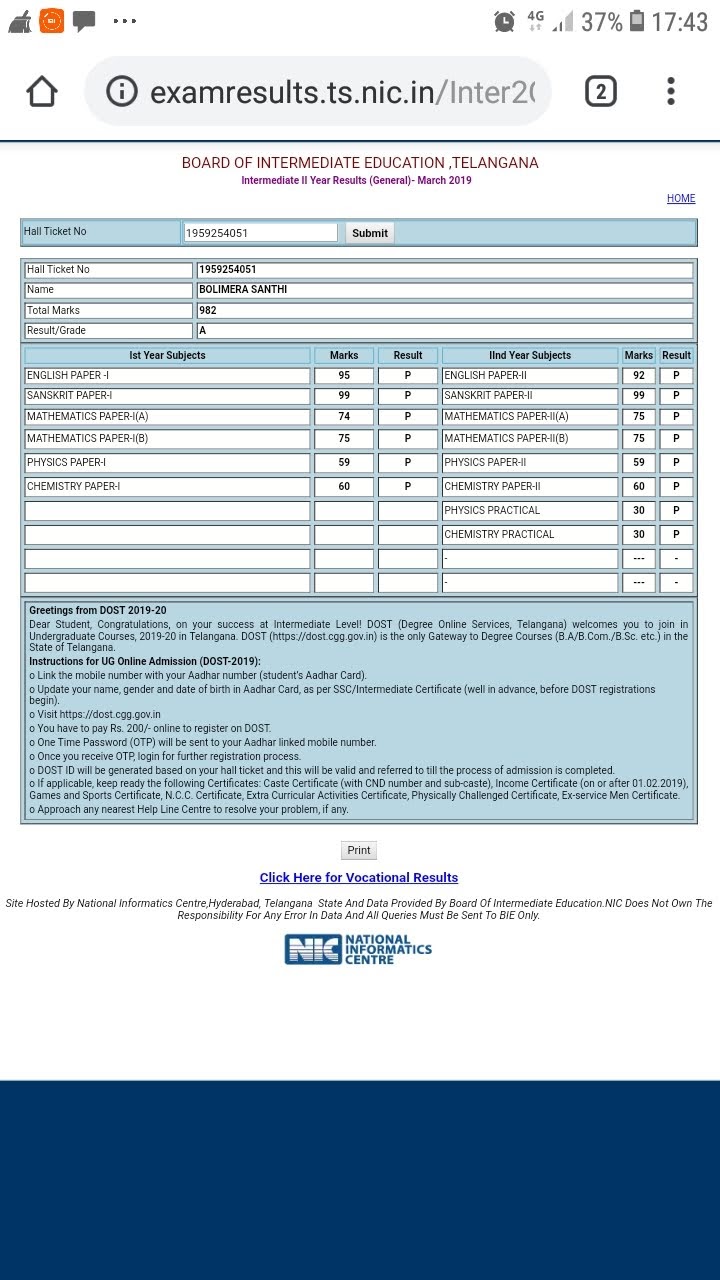 4G 37% 17:43
examresults.ts.nic.in/Inter20 2
BOARD OF INTERMEDIATE EDUCATION ,TELANGANA
Intermediate II Year Results (General)- March 2019
HOME
Hall Ticket No 1959254051 Submit
Hall Ticket No 1959254051
Name BOLIMERA SANTHI
Total Marks 982
Result/Grade A
Ist Year Subjects Marks Result IInd Year Subjects Marks Result
ENGLISH PAPER -I 95 P ENGLISH PAPER-II 92 P
SANSKRIT PAPER-I 99 P SANSKRIT PAPER-II 99 P
MATHEMATICS PAPER-I(A) 74 P MATHEMATICS PAPER-II(A) 75 P
MATHEMATICS PAPER-I(B) 75 P MATHEMATICS PAPER-II(B) 75 P
PHYSICS PAPER-I 59 P PHYSICS PAPER-II 59 P
CHEMISTRY PAPER-I 60 P CHEMISTRY PAPER-II 60 P
PHYSICS PRACTICAL 30 P
CHEMISTRY PRACTICAL 30 P
- --- -
- --- -
Greetings from DOST 2019-20
Dear Student, Congratulations, on your success at Intermediate Level! DOST (Degree Online Services, Telangana) welcomes you to join in
Undergraduate Courses, 2019-20 in Telangana. DOST (https://dost.cgg.gov.in) is the only Gateway to Degree Courses (B.A/B.Com./B.Sc. etc.) in the
State of Telangana.
Instructions for UG Online Admission (DOST-2019):
o Link the mobile number with your Aadhar number (student's Aadhar Card).
o Update your name, gender and date of birth in Aadhar Card, as per SSC/Intermediate Certificate (well in advance, before DOST registrations
begin).
o Visit https://dost.cgg.gov.in
o You have to pay Rs. 200/- online to register on DOST.
o One Time Password (OTP) will be sent to your Aadhar linked mobile number.
o Once you receive OTP, login for further registration process.
o DOST ID will be generated based on your hall ticket and this will be valid and referred to till the process of admission is completed.
o If applicable, keep ready the following Certificates: Caste Certificate (with CND number and sub-caste), Income Certificate (on or after 01.02.2019),
Games and Sports Certificate, N.C.C. Certificate, Extra Curricular Activities Certificate, Physically Challenged Certificate, Ex-service Men Certificate.
o Approach any nearest Help Line Centre to resolve your problem, if any.
Print
Click Here for Vocational Results
Site Hosted By National Informatics Centre,Hyderabad, Telangana State And Data Provided By Board Of Intermediate Education.NIC Does Not Own The
Responsibility For Any Error In Data And All Queries Must Be Sent To BIE Only.
NIC NATIONAL
INFORMATICS
CENTRE